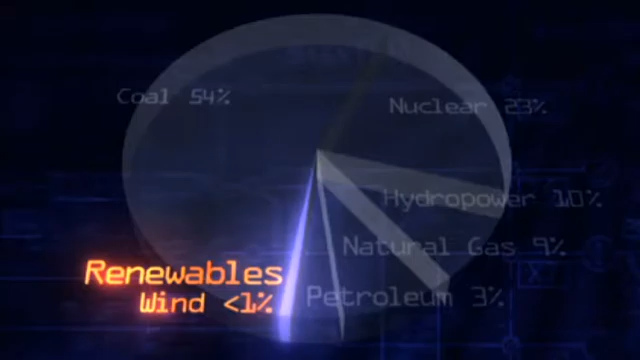 Coal 54%
Nuclear 23%
Hydropower 10%
Natural Gas 9%
Renewables
Wind <1%
Petroleum 3%